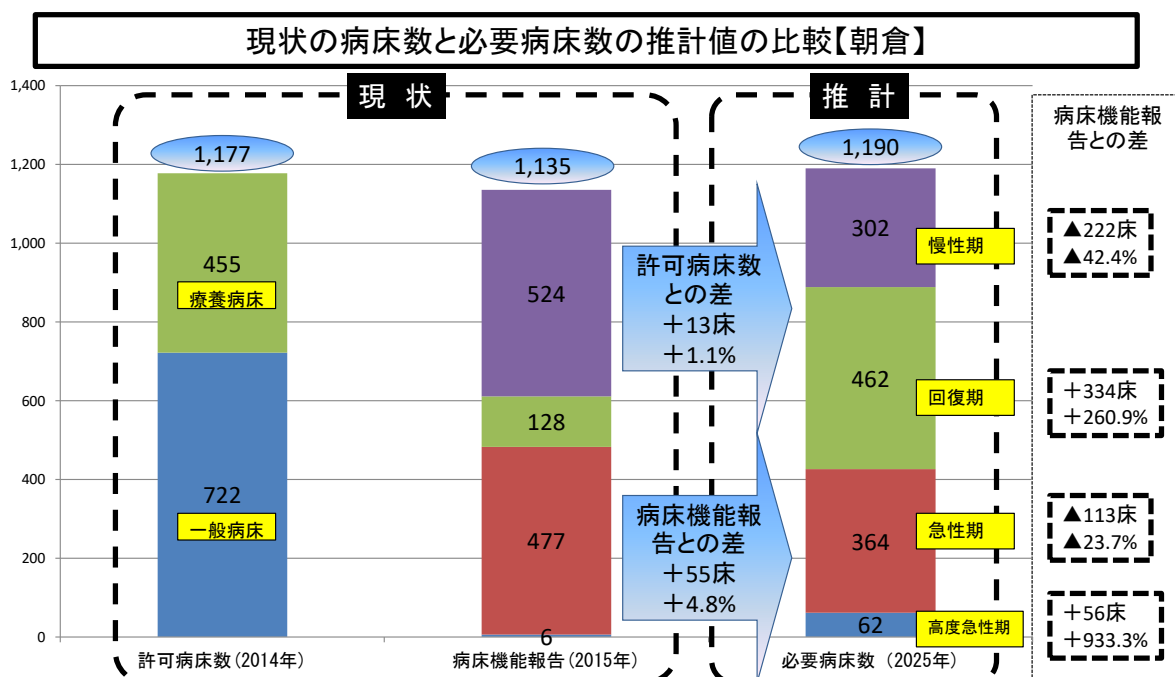 現状の病床数と必要病床数の推計値の比較【朝倉】
現 状
推 計
病床機能報
告との差
1,400
1,200
1,000
800
600
400
200
0
1,177
455
療養病床
722
一般病床
許可病床数(2014年)
1,135
524
128
477
6
病床機能報告(2015年)
許可病床数
との差
＋13床
＋1.1%
病床機能報
告との差
＋55床
＋4.8%
1,190
302
慢性期
462
回復期
364
急性期
62
高度急性期
必要病床数 (2025年)
▲222床
▲42.4%
＋334床
＋260.9%
▲113床
▲23.7%
＋56床
＋933.3%